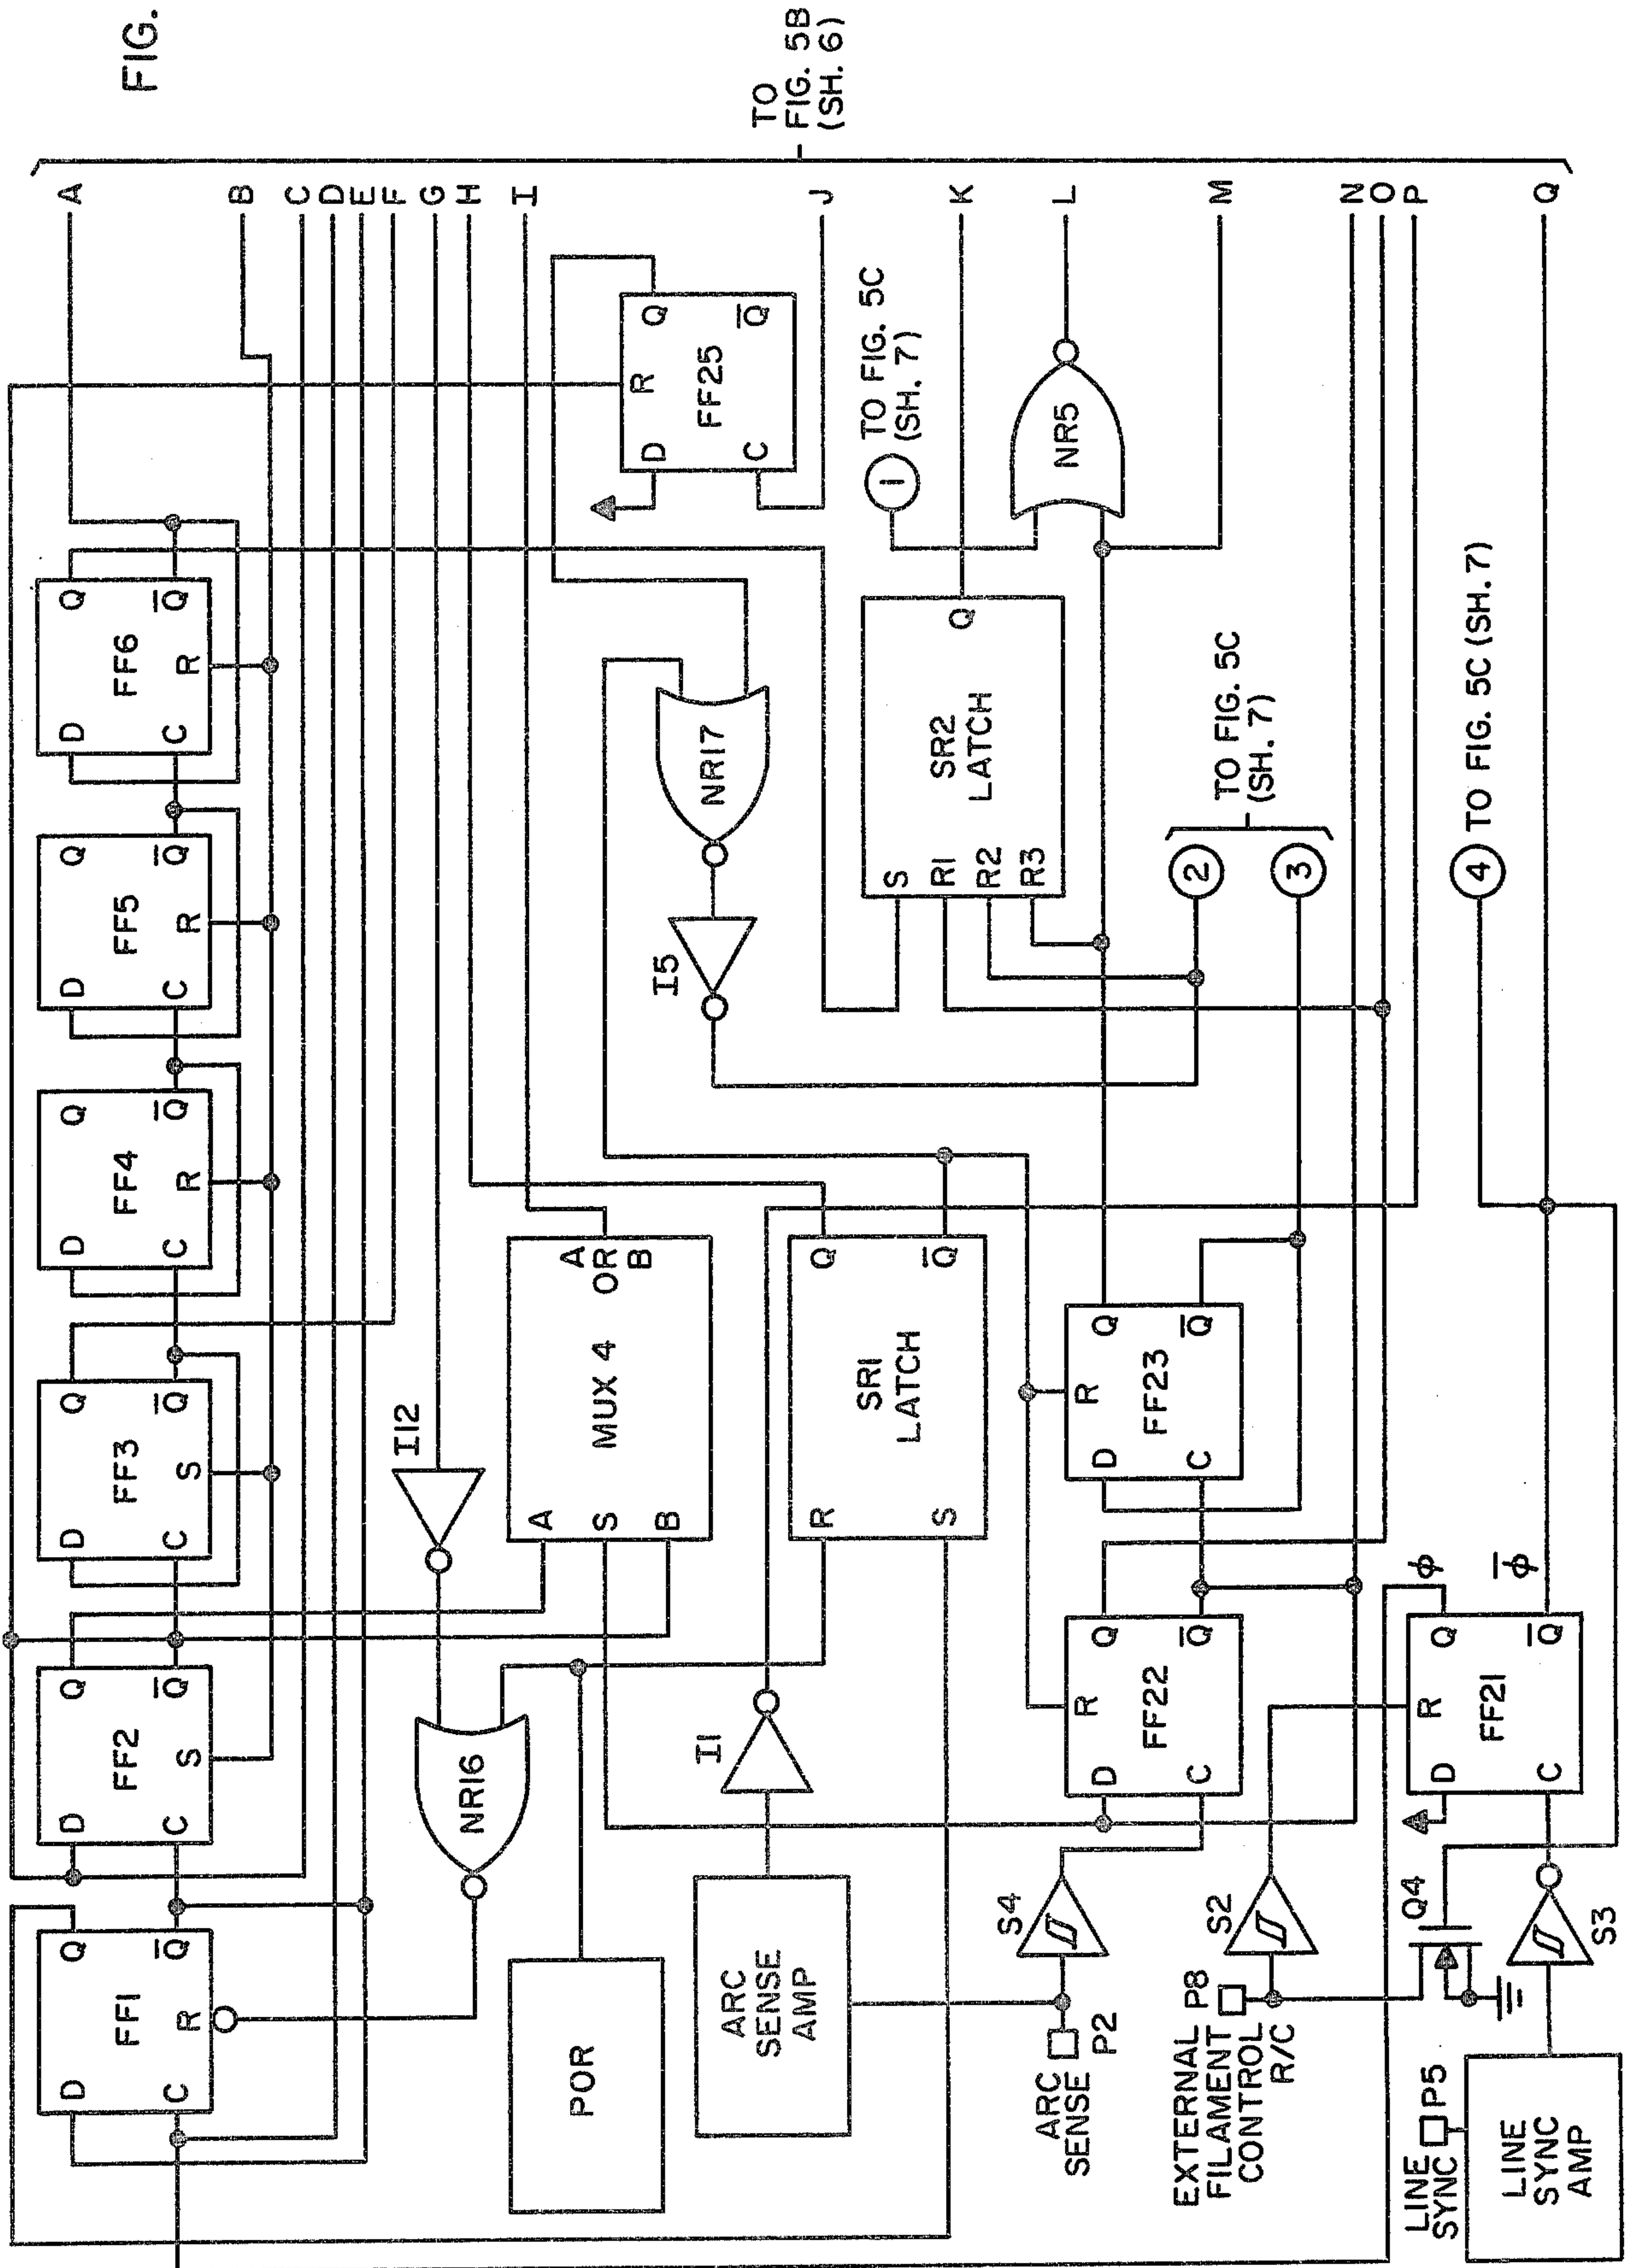 FIG.
TO
FIG. 5B
(SH. 6)
A
B
C
D
E
F
G
H
I
J
K
L
M
N
O
P
Q
D
Q
FF1
C
R
Q̅
D
Q
FF2
C
S
Q̅
D
Q
FF3
C
S
Q̅
D
Q
FF4
C
R
Q̅
D
Q
FF5
C
R
Q̅
D
Q
FF6
C
R
Q̅
I12
NR16
POR
A
S
B
MUX 4
A
OR
B
I5
NR17
R
D
Q
FF25
C
Q̅
ARC
SENSE
AMP
I1
R
S
SR1
LATCH
Q
Q̅
S
R1
R2
R3
SR2
LATCH
Q
1
TO FIG. 5C
(SH. 7)
NR5
ARC
SENSE
P2
S4
R
D
Q
FF22
C
Q̅
R
D
Q
FF23
C
Q̅
2
3
TO FIG. 5C
(SH. 7)
EXTERNAL
FILAMENT
CONTROL
R/C
P8
S2
Q4
R
D
Q
FF21
C
Q̅
ϕ
ϕ̅
4
TO FIG. 5C (SH. 7)
LINE
SYNC
P5
LINE
SYNC
AMP
S3